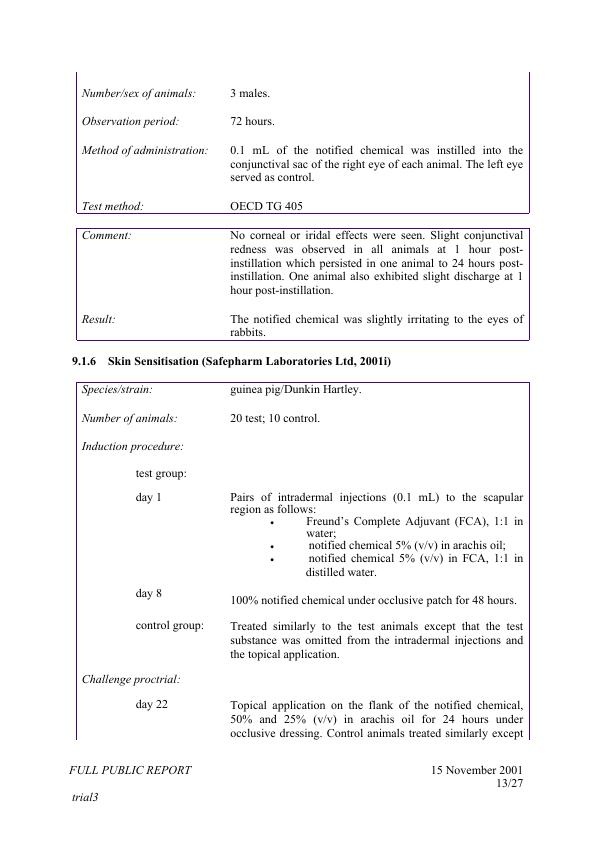 Number/sex of animals: 3 males.
Observation period: 72 hours.
Method of administration: 0.1 mL of the notified chemical was instilled into the
conjunctival sac of the right eye of each animal. The left eye
served as control.
Test method: OECD TG 405
Comment: No corneal or iridal effects were seen. Slight conjunctival
redness was observed in all animals at 1 hour post-
instillation which persisted in one animal to 24 hours post-
instillation. One animal also exhibited slight discharge at 1
hour post-instillation.
Result: The notified chemical was slightly irritating to the eyes of
rabbits.
9.1.6 Skin Sensitisation (Safepharm Laboratories Ltd, 2001i)
Species/strain: guinea pig/Dunkin Hartley.
Number of animals: 20 test; 10 control.
Induction procedure:
test group:
day 1 Pairs of intradermal injections (0.1 mL) to the scapular
region as follows:
• Freund's Complete Adjuvant (FCA), 1:1 in
water;
• notified chemical 5% (v/v) in arachis oil;
• notified chemical 5% (v/v) in FCA, 1:1 in
distilled water.
day 8 100% notified chemical under occlusive patch for 48 hours.
control group: Treated similarly to the test animals except that the test
substance was omitted from the intradermal injections and
the topical application.
Challenge proctrial:
day 22 Topical application on the flank of the notified chemical,
50% and 25% (v/v) in arachis oil for 24 hours under
occlusive dressing. Control animals treated similarly except
FULL PUBLIC REPORT 15 November 2001
13/27
trial3